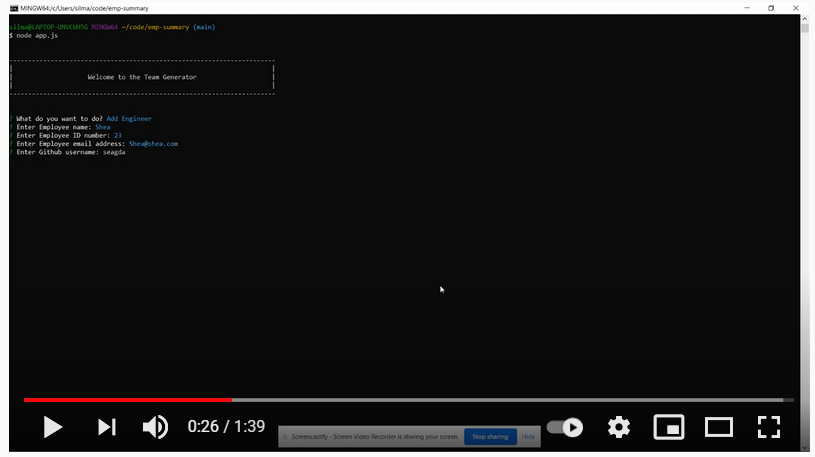 MINGW64:/c/Users/silma/code/emp-summary
silma@LAPTOP-UNVCUHSG MINGW64 ~/code/emp-summary (main)
$ node app.js
Welcome to the Team Generator
? What do you want to do? Add Engineer
? Enter Employee name: Shea
? Enter Employee ID number: 23
? Enter Employee email address: Shea@shea.com
? Enter Github username: seagda
0:26 / 1:39
Screencastify - Screen Video Recorder is sharing your screen. Stop sharing Hide